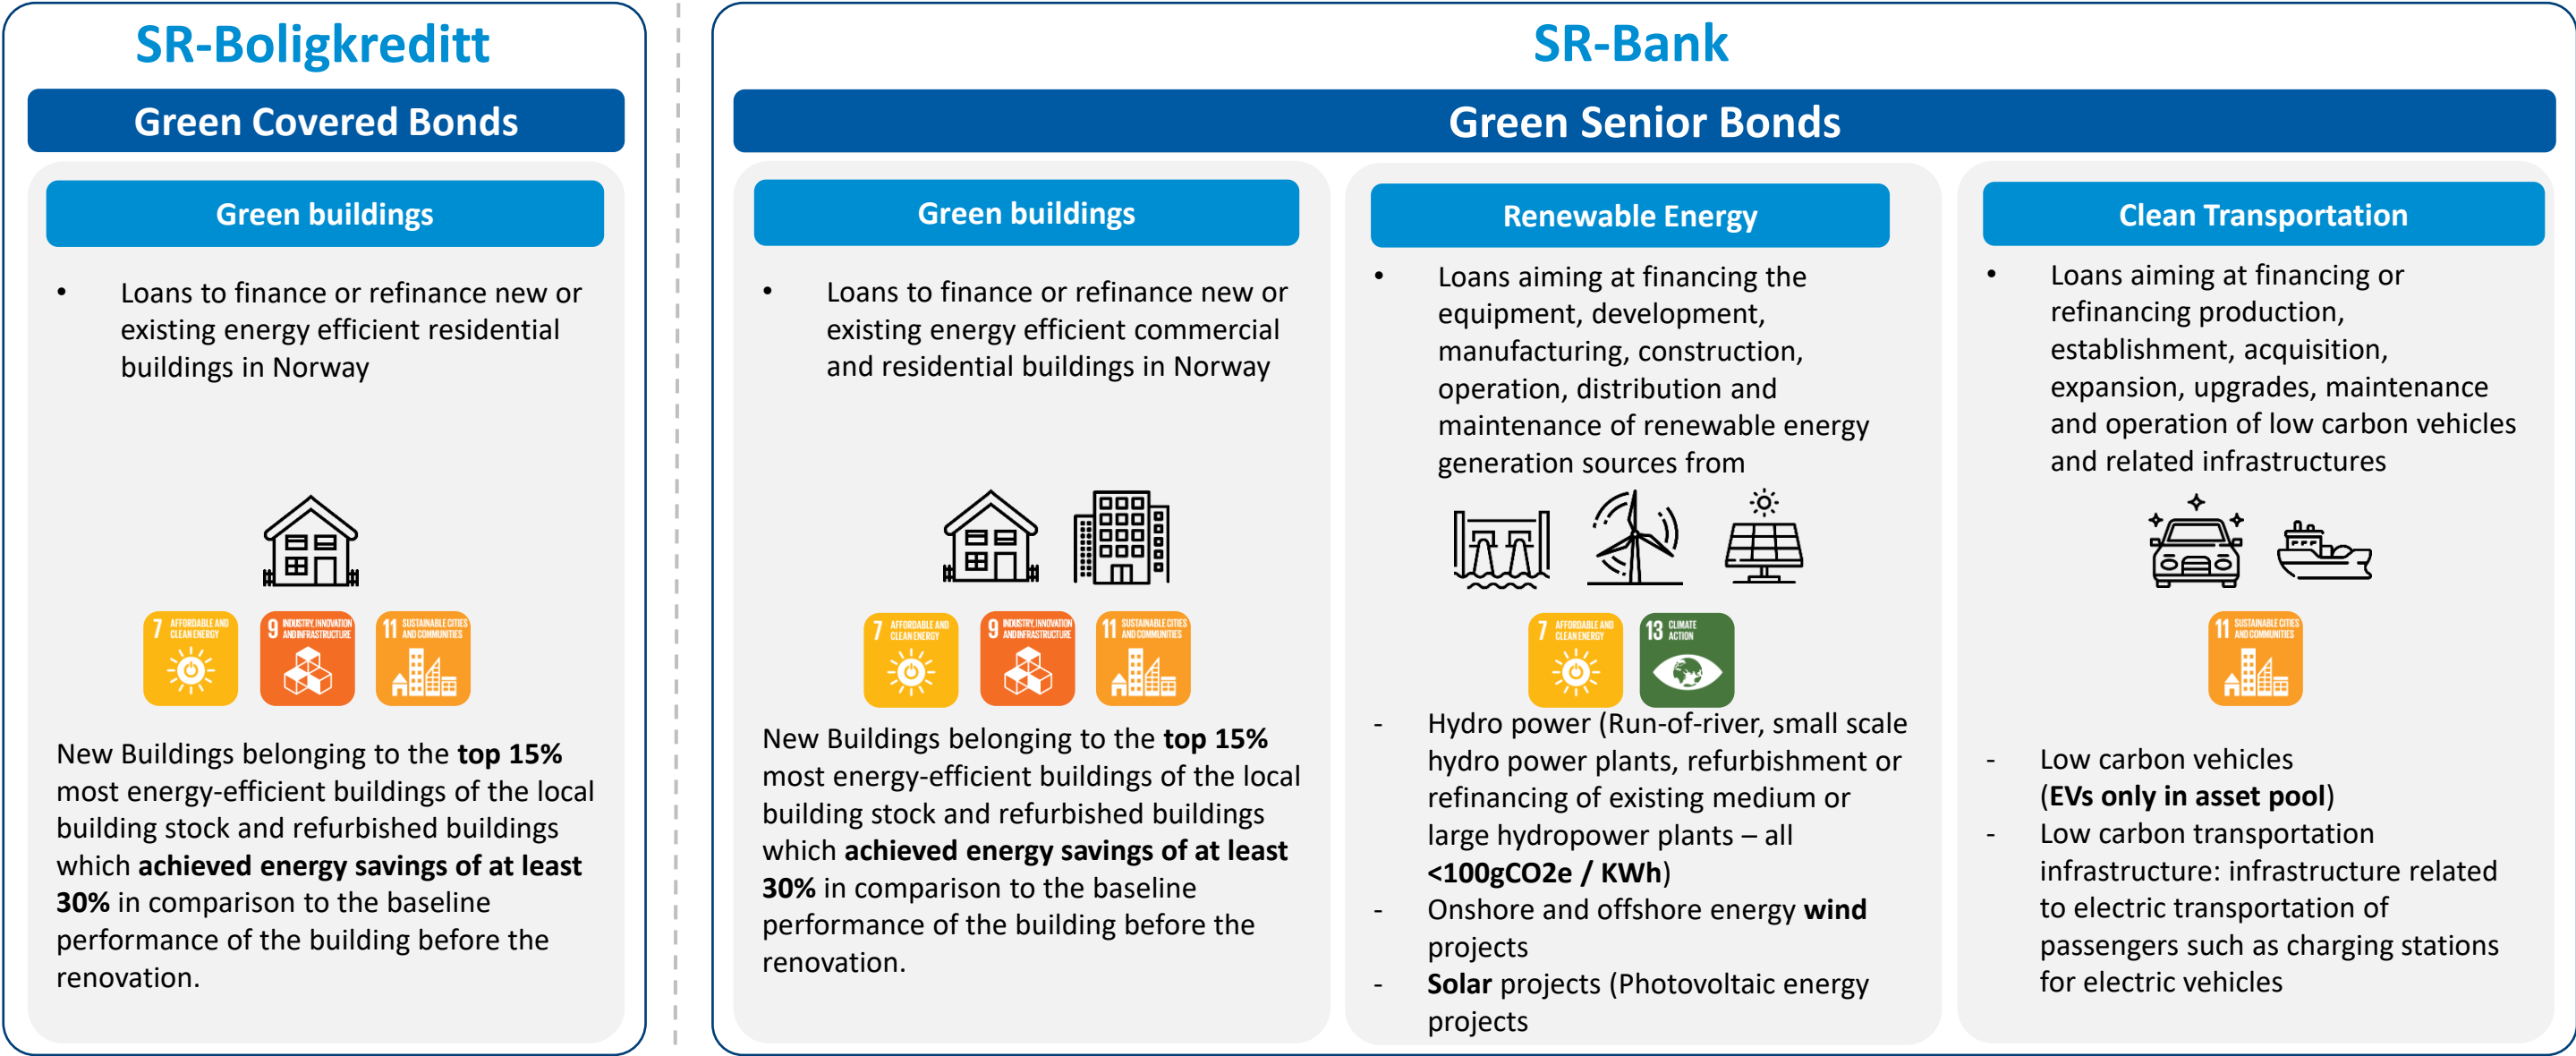 SR-Boligkreditt
Green Covered Bonds
Green buildings
• Loans to finance or refinance new or
existing energy efficient residential
buildings in Norway
7 AFFORDABLE AND
CLEAN ENERGY
9 INDUSTRY, INNOVATION
AND INFRASTRUCTURE
11 SUSTAINABLE CITIES
AND COMMUNITIES
New Buildings belonging to the top 15%
most energy-efficient buildings of the local
building stock and refurbished buildings
which achieved energy savings of at least
30% in comparison to the baseline
performance of the building before the
renovation.
SR-Bank
Green Senior Bonds
Green buildings
• Loans to finance or refinance new or
existing energy efficient commercial
and residential buildings in Norway
7 AFFORDABLE AND
CLEAN ENERGY
9 INDUSTRY, INNOVATION
AND INFRASTRUCTURE
11 SUSTAINABLE CITIES
AND COMMUNITIES
New Buildings belonging to the top 15%
most energy-efficient buildings of the local
building stock and refurbished buildings
which achieved energy savings of at least
30% in comparison to the baseline
performance of the building before the
renovation.
Renewable Energy
• Loans aiming at financing the
equipment, development,
manufacturing, construction,
operation, distribution and
maintenance of renewable energy
generation sources from
7 AFFORDABLE AND
CLEAN ENERGY
13 CLIMATE
ACTION
- Hydro power (Run-of-river, small scale
hydro power plants, refurbishment or
refinancing of existing medium or
large hydropower plants – all
<100gCO2e / KWh)
- Onshore and offshore energy wind
projects
- Solar projects (Photovoltaic energy
projects
Clean Transportation
• Loans aiming at financing or
refinancing production,
establishment, acquisition,
expansion, upgrades, maintenance
and operation of low carbon vehicles
and related infrastructures
11 SUSTAINABLE CITIES
AND COMMUNITIES
- Low carbon vehicles
(EVs only in asset pool)
- Low carbon transportation
infrastructure: infrastructure related
to electric transportation of
passengers such as charging stations
for electric vehicles